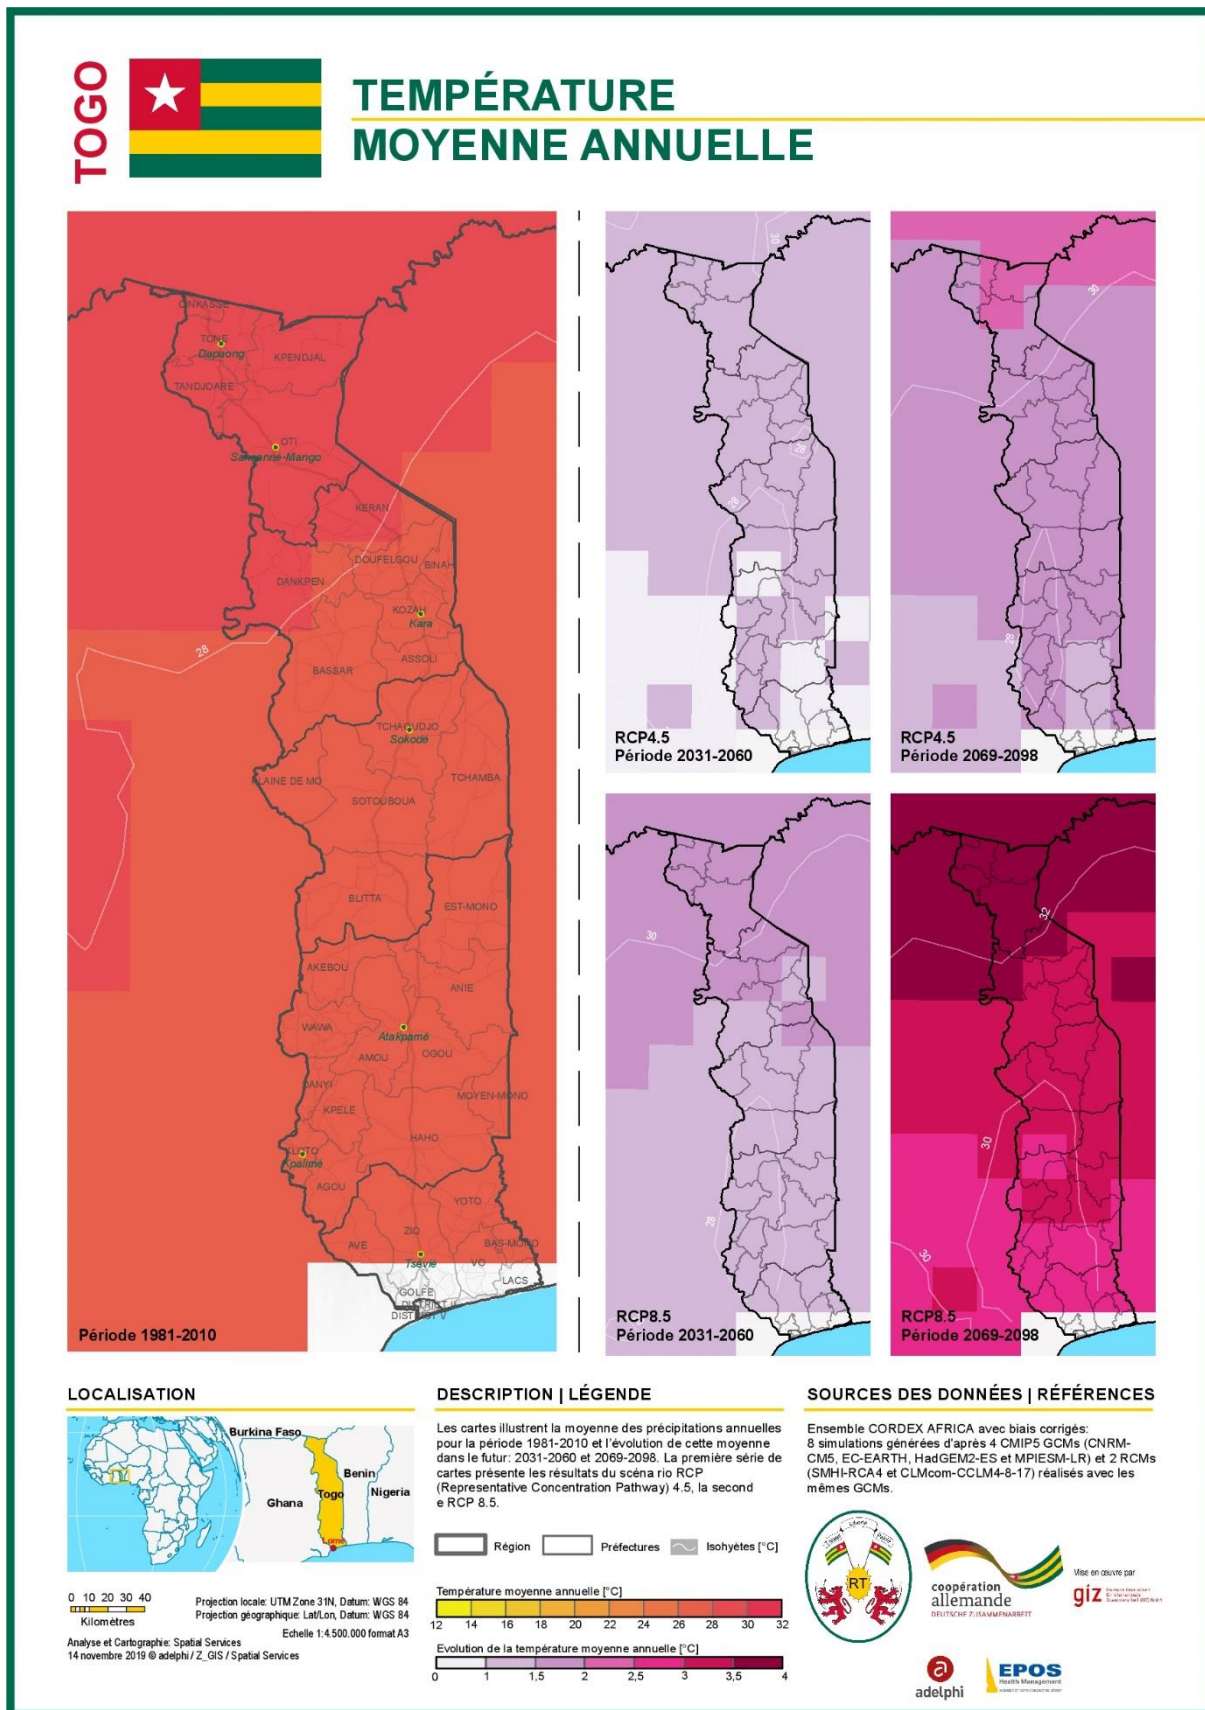 TOGO
TEMPÉRATURE
MOYENNE ANNUELLE
CINKASSE
TONE
Dapaong
KPENDJAL
TANDJOARE
OTI
Sansanné-Mango
KERAN
DOUFELGOU
BINAH
DANKPEN
KOZAH
Kara
28
BASSAR
ASSOLI
TCHAOUDJO
Sokodé
PLAINE DE MO
TCHAMBA
SOTOUBOUA
BLITTA
EST-MONO
AKEBOU
ANIE
WAWA
Atakpamé
AMOU
OGOU
DANYI
MOYEN-MONO
KPELE
HAHO
KLOTO
Kpalimé
AGOU
YOTO
ZIO
AVE
BAS-MONO
Tsévié
VO
LACS
GOLFE
DISTRICT V
Période 1981-2010
30
28
28
RCP4.5
Période 2031-2060
30
28
RCP4.5
Période 2069-2098
30
28
RCP8.5
Période 2031-2060
32
30
30
RCP8.5
Période 2069-2098
LOCALISATION
Burkina Faso
Benin
Togo
Nigeria
Ghana
Lomé
0 10 20 30 40
Kilomètres
Projection locale: UTM Zone 31N, Datum: WGS 84
Projection géographique: Lat/Lon, Datum: WGS 84
Echelle 1:4.500.000 format A3
Analyse et Cartographie: Spatial Services
14 novembre 2019 © adelphi / Z_GIS / Spatial Services
DESCRIPTION | LÉGENDE
Les cartes illustrent la moyenne des précipitations annuelles
pour la période 1981-2010 et l'évolution de cette moyenne
dans le futur: 2031-2060 et 2069-2098. La première série de
cartes présente les résultats du scéna rio RCP
(Representative Concentration Pathway) 4.5, la second
e RCP 8.5.
Région
Préfectures
Isohyètes [°C]
Température moyenne annuelle [°C]
12 14 16 18 20 22 24 26 28 30 32
Evolution de la température moyenne annuelle [°C]
0 1 1,5 2 2,5 3 3,5 4
SOURCES DES DONNÉES | RÉFÉRENCES
Ensemble CORDEX AFRICA avec biais corrigés:
8 simulations générées d'après 4 CMIP5 GCMs (CNRM-
CM5, EC-EARTH, HadGEM2-ES et MPIESM-LR) et 2 RCMs
(SMHI-RCA4 et CLMcom-CCLM4-8-17) réalisés avec les
mêmes GCMs.
Travail Liberté Patrie
RT
coopération
allemande
DEUTSCHE ZUSAMMENARBEIT
Mise en œuvre par
giz
adelphi
EPOS
Health Management